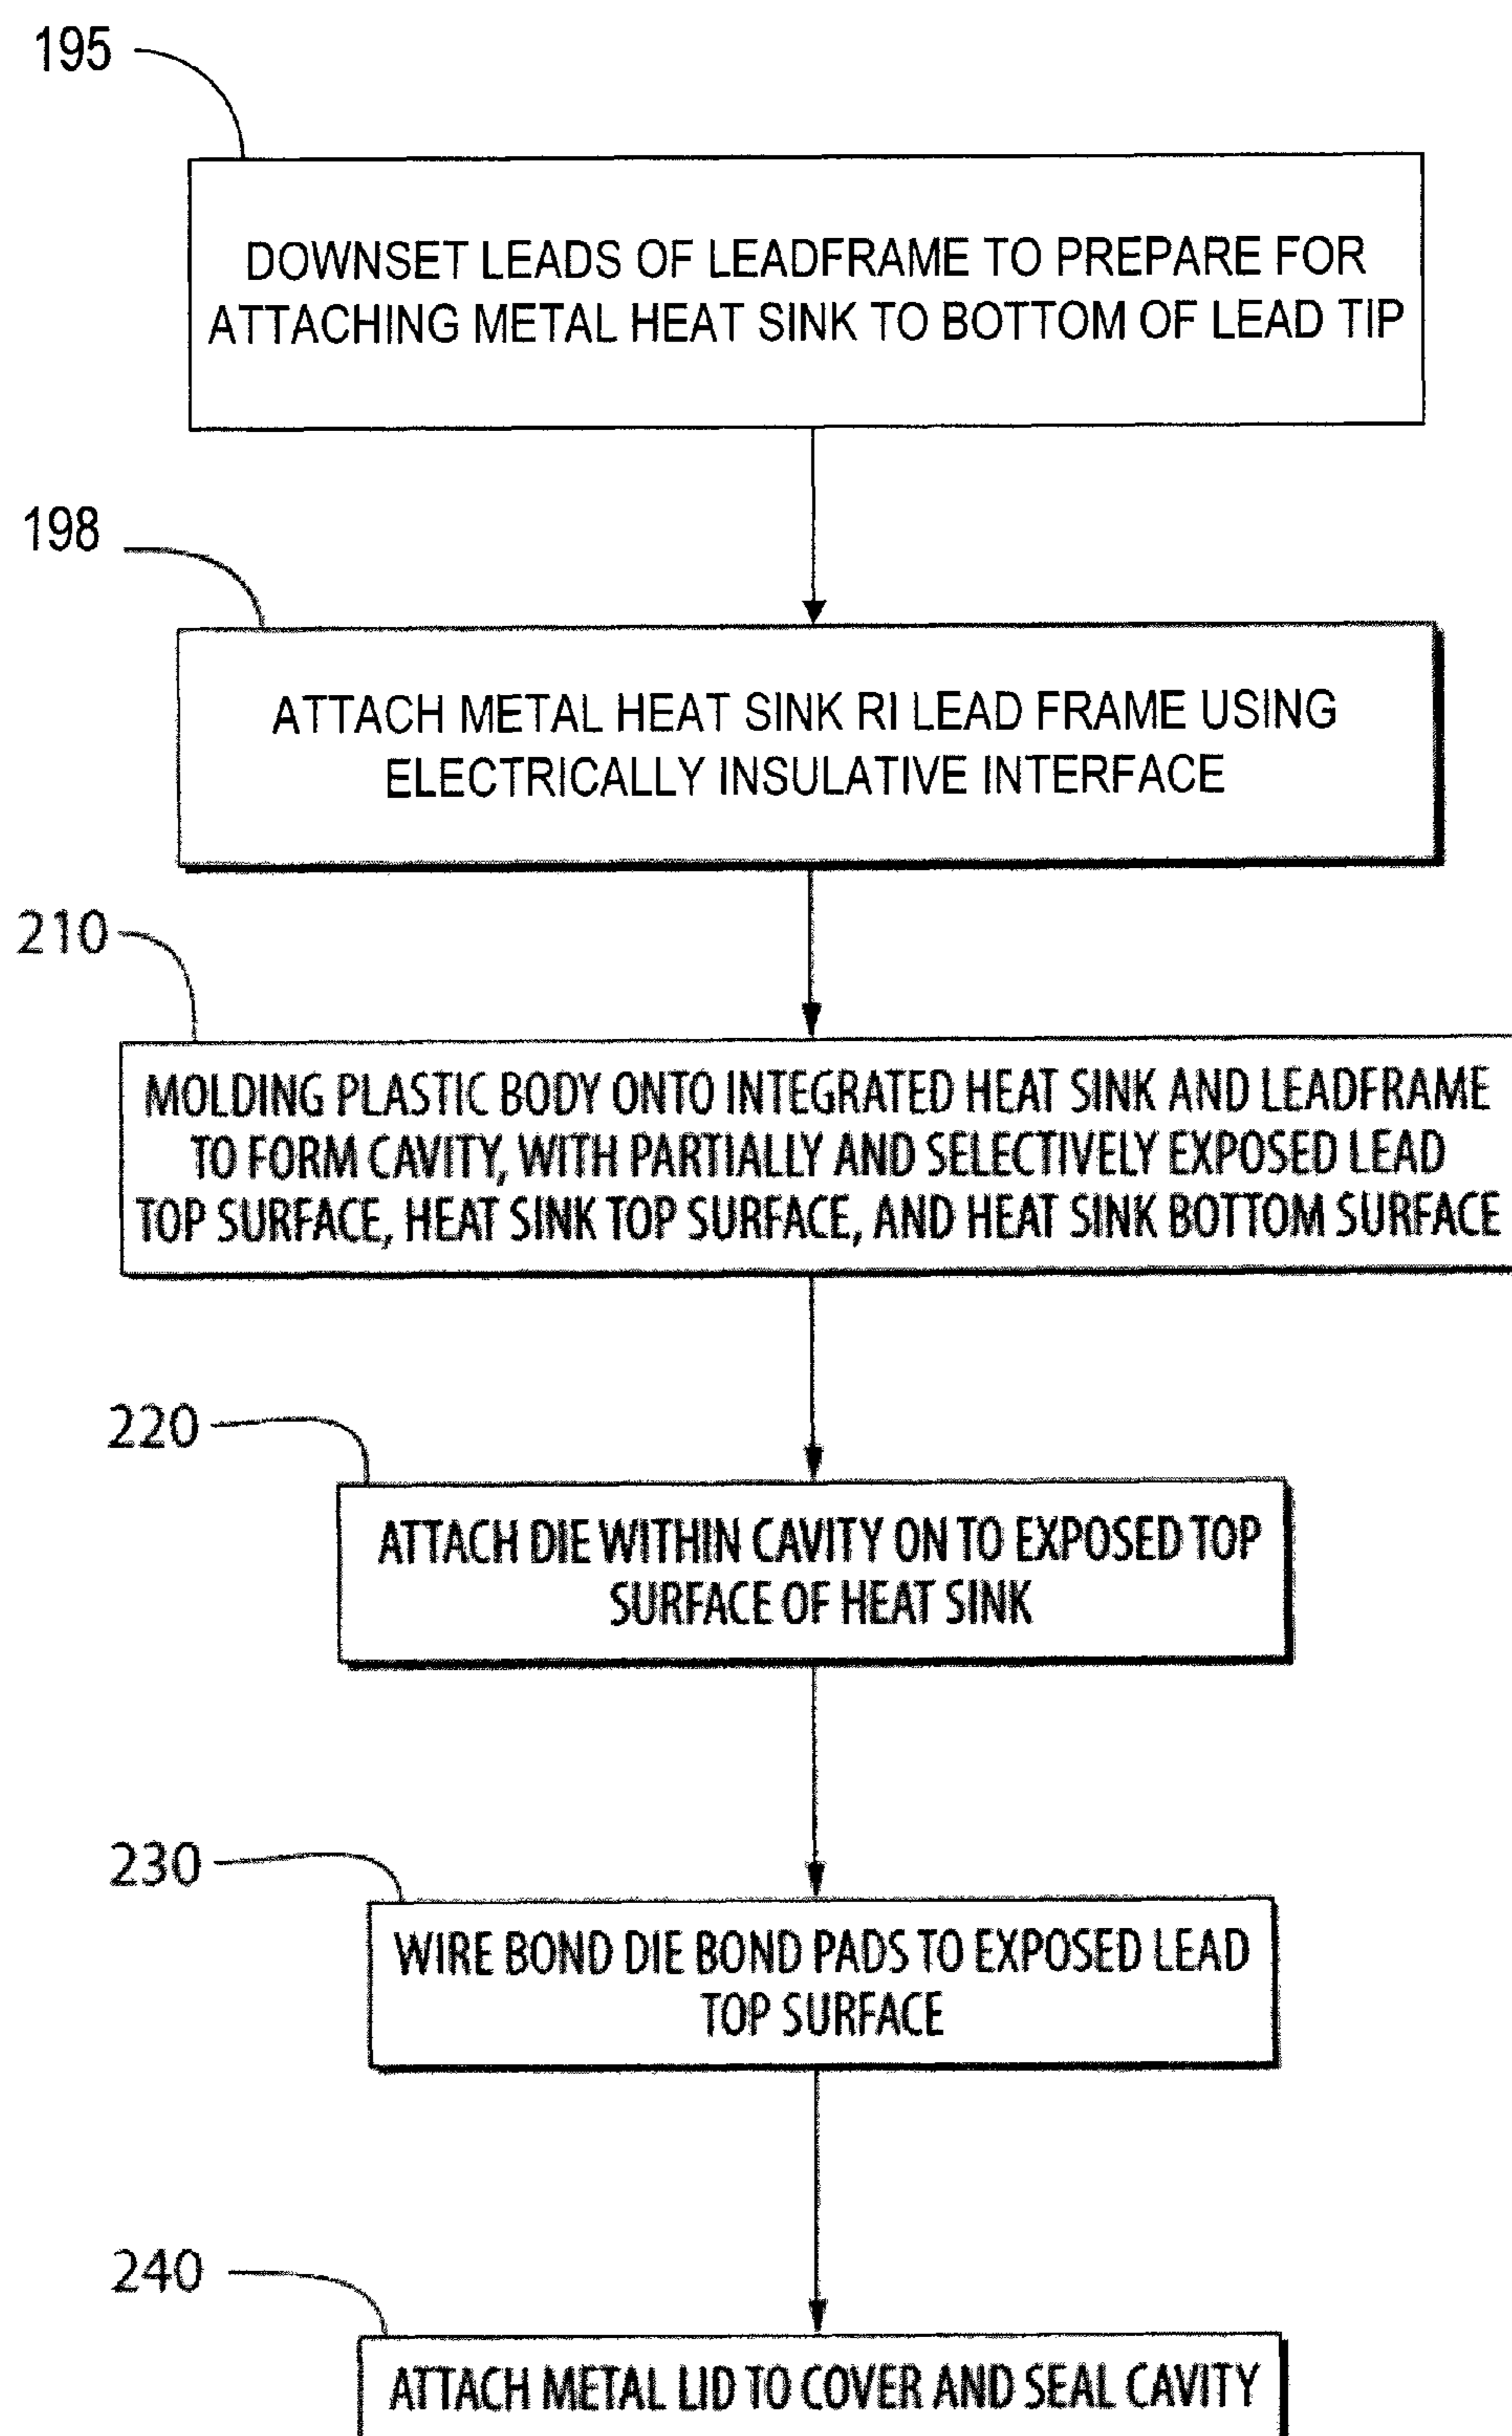 195
DOWNSET LEADS OF LEADFRAME TO PREPARE FOR
ATTACHING METAL HEAT SINK TO BOTTOM OF LEAD TIP
198
ATTACH METAL HEAT SINK RI LEAD FRAME USING
ELECTRICALLY INSULATIVE INTERFACE
210
MOLDING PLASTIC BODY ONTO INTEGRATED HEAT SINK AND LEADFRAME
TO FORM CAVITY, WITH PARTIALLY AND SELECTIVELY EXPOSED LEAD
TOP SURFACE, HEAT SINK TOP SURFACE, AND HEAT SINK BOTTOM SURFACE
220
ATTACH DIE WITHIN CAVITY ON TO EXPOSED TOP
SURFACE OF HEAT SINK
230
WIRE BOND DIE BOND PADS TO EXPOSED LEAD
TOP SURFACE
240
ATTACH METAL LID TO COVER AND SEAL CAVITY